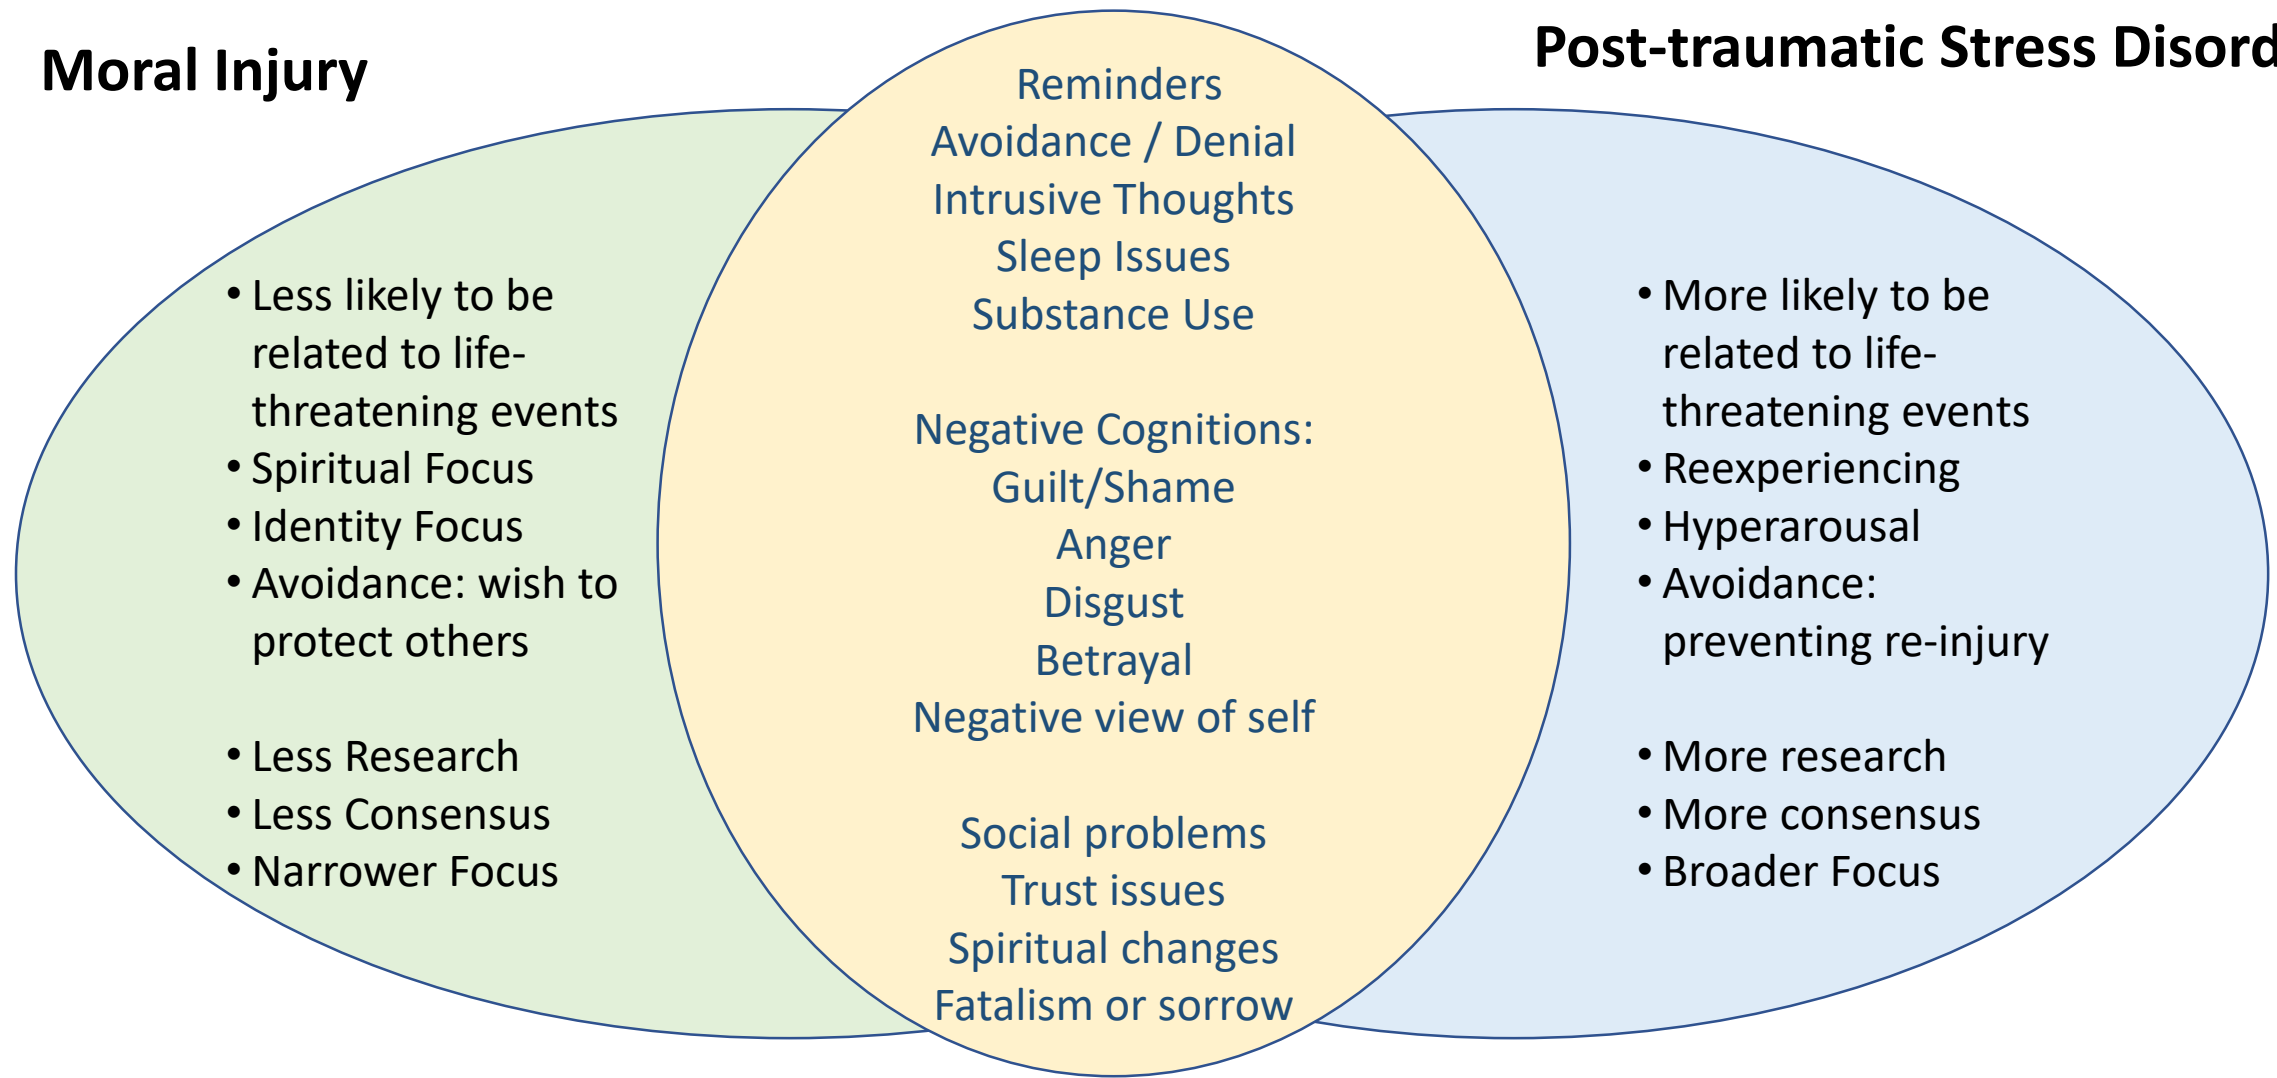 Moral Injury
Post-traumatic Stress Disord
• Less likely to be
related to life-
threatening events
• Spiritual Focus
• Identity Focus
• Avoidance: wish to
protect others
• Less Research
• Less Consensus
• Narrower Focus
Reminders
Avoidance / Denial
Intrusive Thoughts
Sleep Issues
Substance Use
Negative Cognitions:
Guilt/Shame
Anger
Disgust
Betrayal
Negative view of self
Social problems
Trust issues
Spiritual changes
Fatalism or sorrow
• More likely to be
related to life-
threatening events
• Reexperiencing
• Hyperarousal
• Avoidance:
preventing re-injury
• More research
• More consensus
• Broader Focus